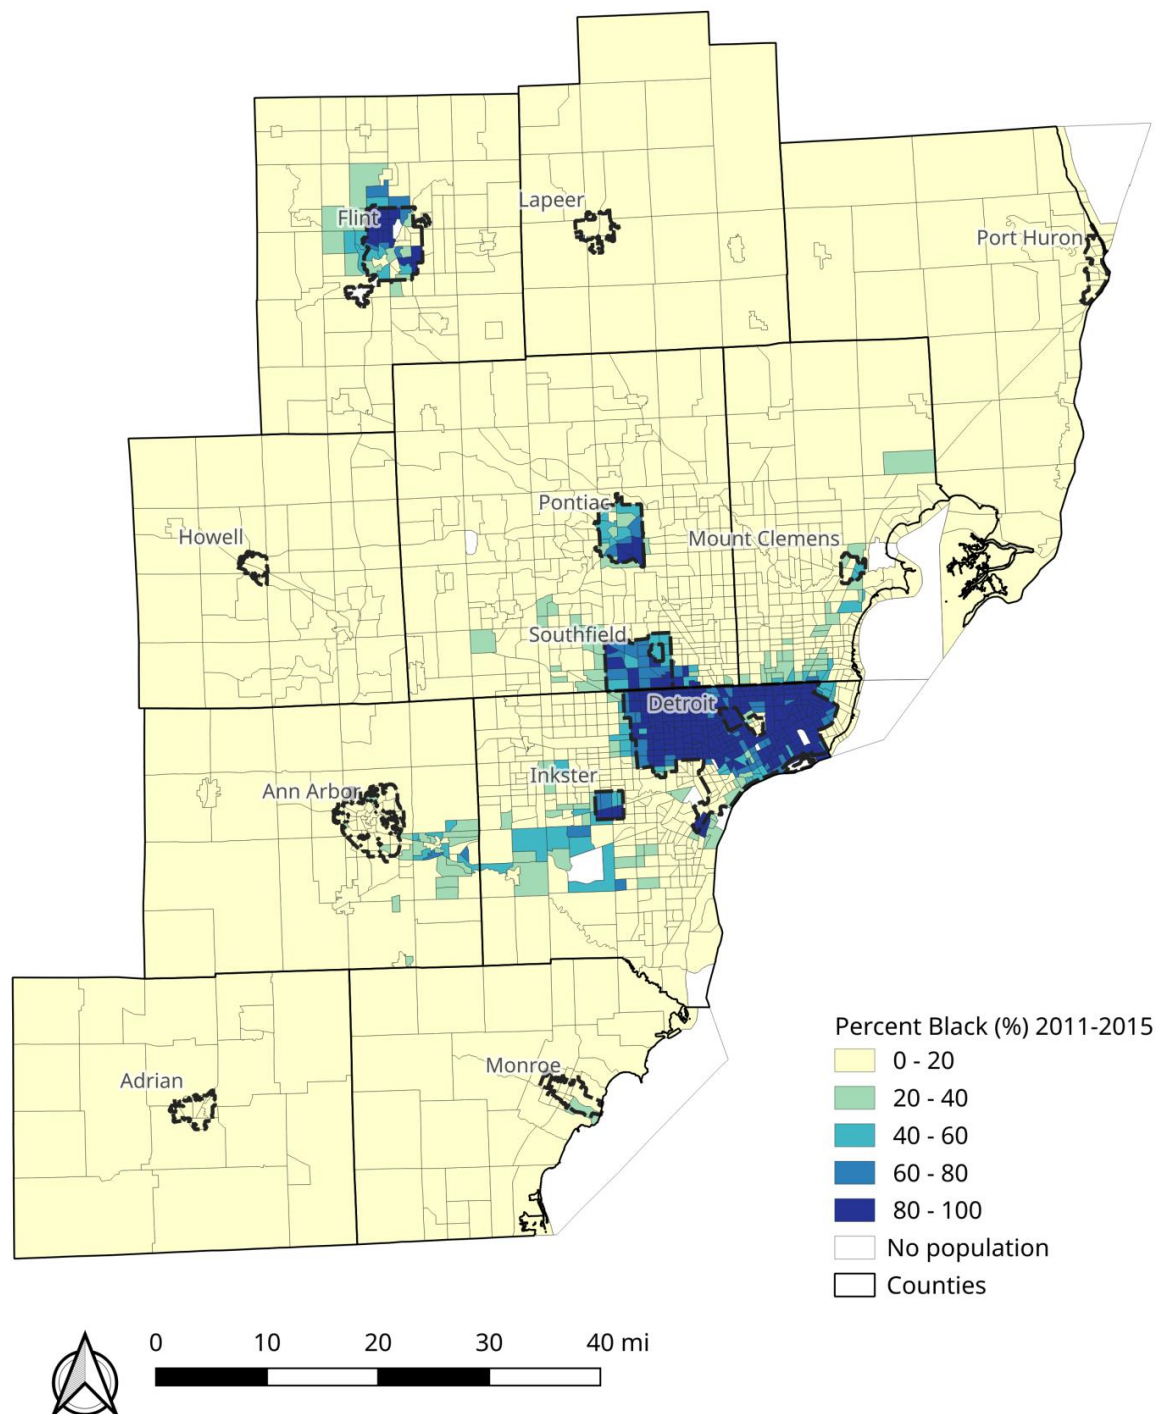 Lapeer
Flint
Port Huron
Pontiac
Howell
Mount Clemens
Southfield
Detroit
Inkster
Ann Arbor
Monroe
Adrian
Percent Black (%) 2011-2015
0 - 20
20 - 40
40 - 60
60 - 80
80 - 100
No population
Counties
0 10 20 30 40 mi